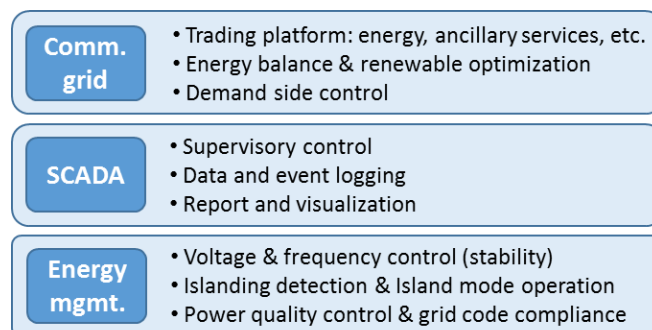 Comm.
grid
• Trading platform: energy, ancillary services, etc.
• Energy balance & renewable optimization
• Demand side control
SCADA
• Supervisory control
• Data and event logging
• Report and visualization
Energy
mgmt.
• Voltage & frequency control (stability)
• Islanding detection & Island mode operation
• Power quality control & grid code compliance